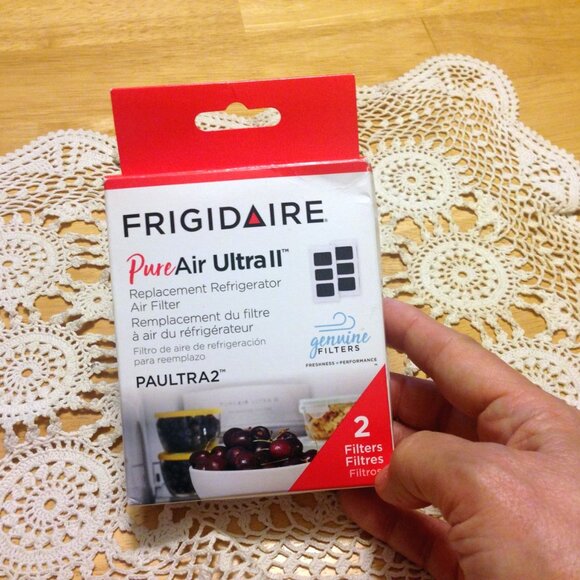 FRIGIDAIRE
PureAir Ultra II™
Replacement Refrigerator
Air Filter
Remplacement du filtre
à air du réfrigérateur
Filtro de aire de refrigeración
para reemplazo
PAULTRA2™
genuine
FILTERS
FRESHNESS + PERFORMANCE™
2
Filters
Filtres
Filtros